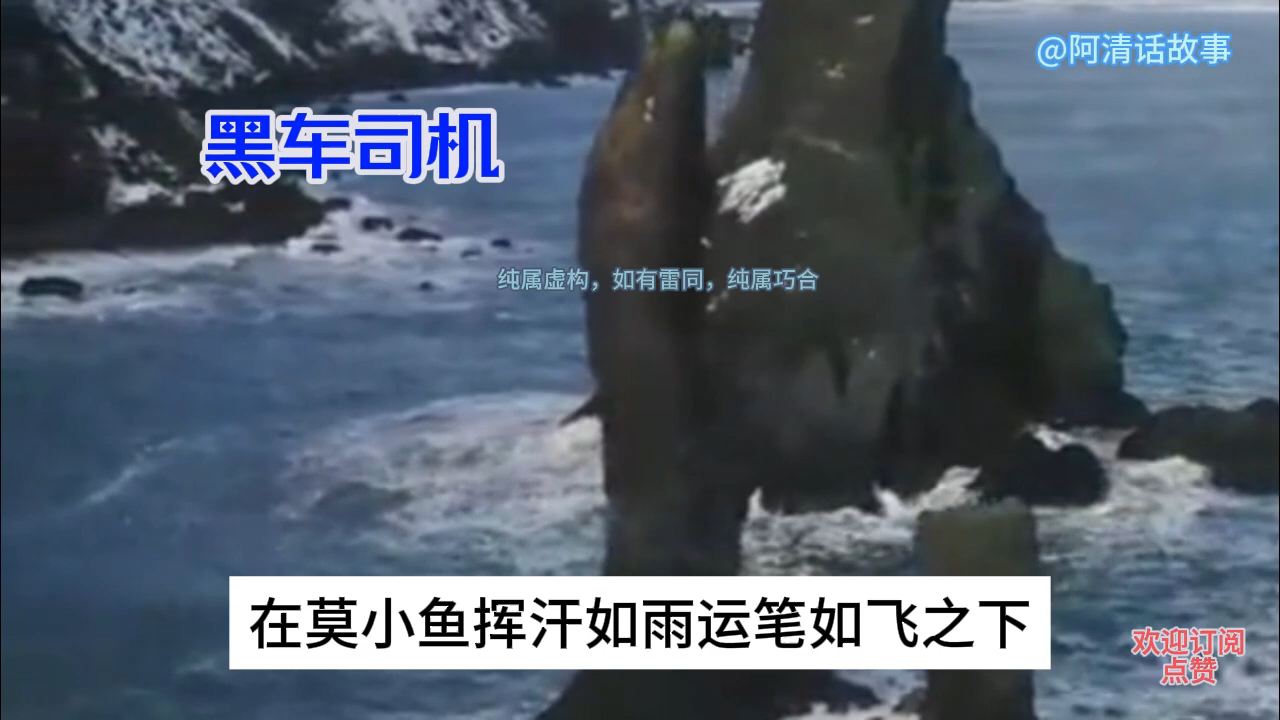 @阿清话故事
黑车司机
纯属虚构，如有雷同，纯属巧合
在莫小鱼挥汗如雨运笔如飞之下
欢迎订阅
点赞